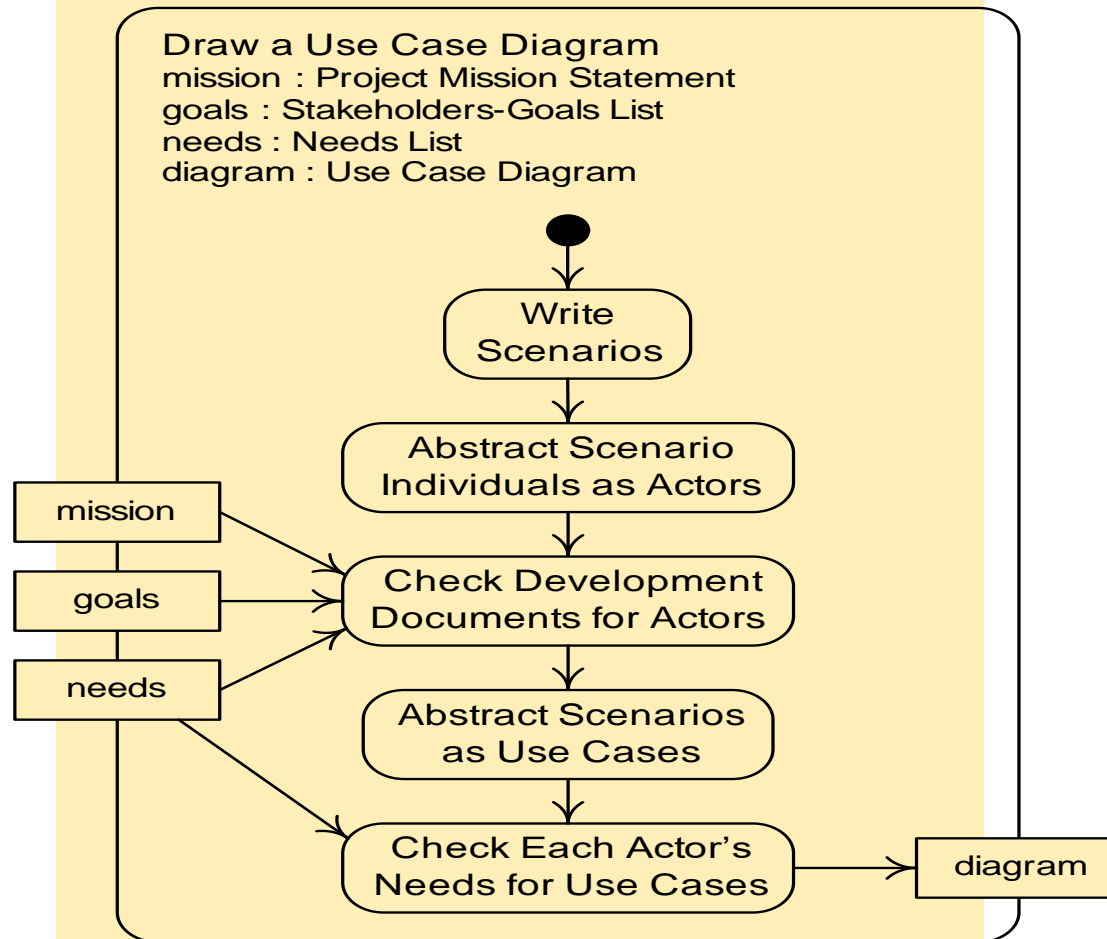 Draw a Use Case Diagram
mission : Project Mission Statement
goals : Stakeholders-Goals List
needs : Needs List
diagram : Use Case Diagram
Write
Scenarios
Abstract Scenario
Individuals as Actors
mission
Check Development
Documents for Actors
goals
needs
Abstract Scenarios
as Use Cases
Check Each Actor’s
Needs for Use Cases
diagram